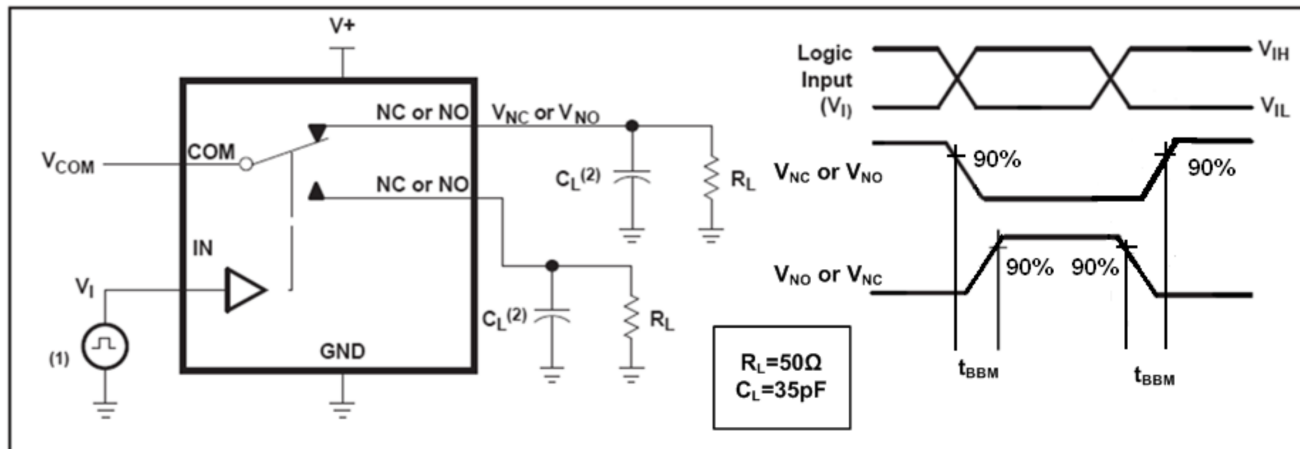 V+
NC or NO
V_NC or V_NO
V_COM
COM
C_L(2)
R_L
NC or NO
IN
V_I
C_L(2)
R_L
(1)
GND
R_L=50Ω
C_L=35pF
Logic
Input
(V_I)
V_IH
V_IL
V_NC or V_NO
90%
90%
V_NO or V_NC
90%
90%
t_BBM
t_BBM